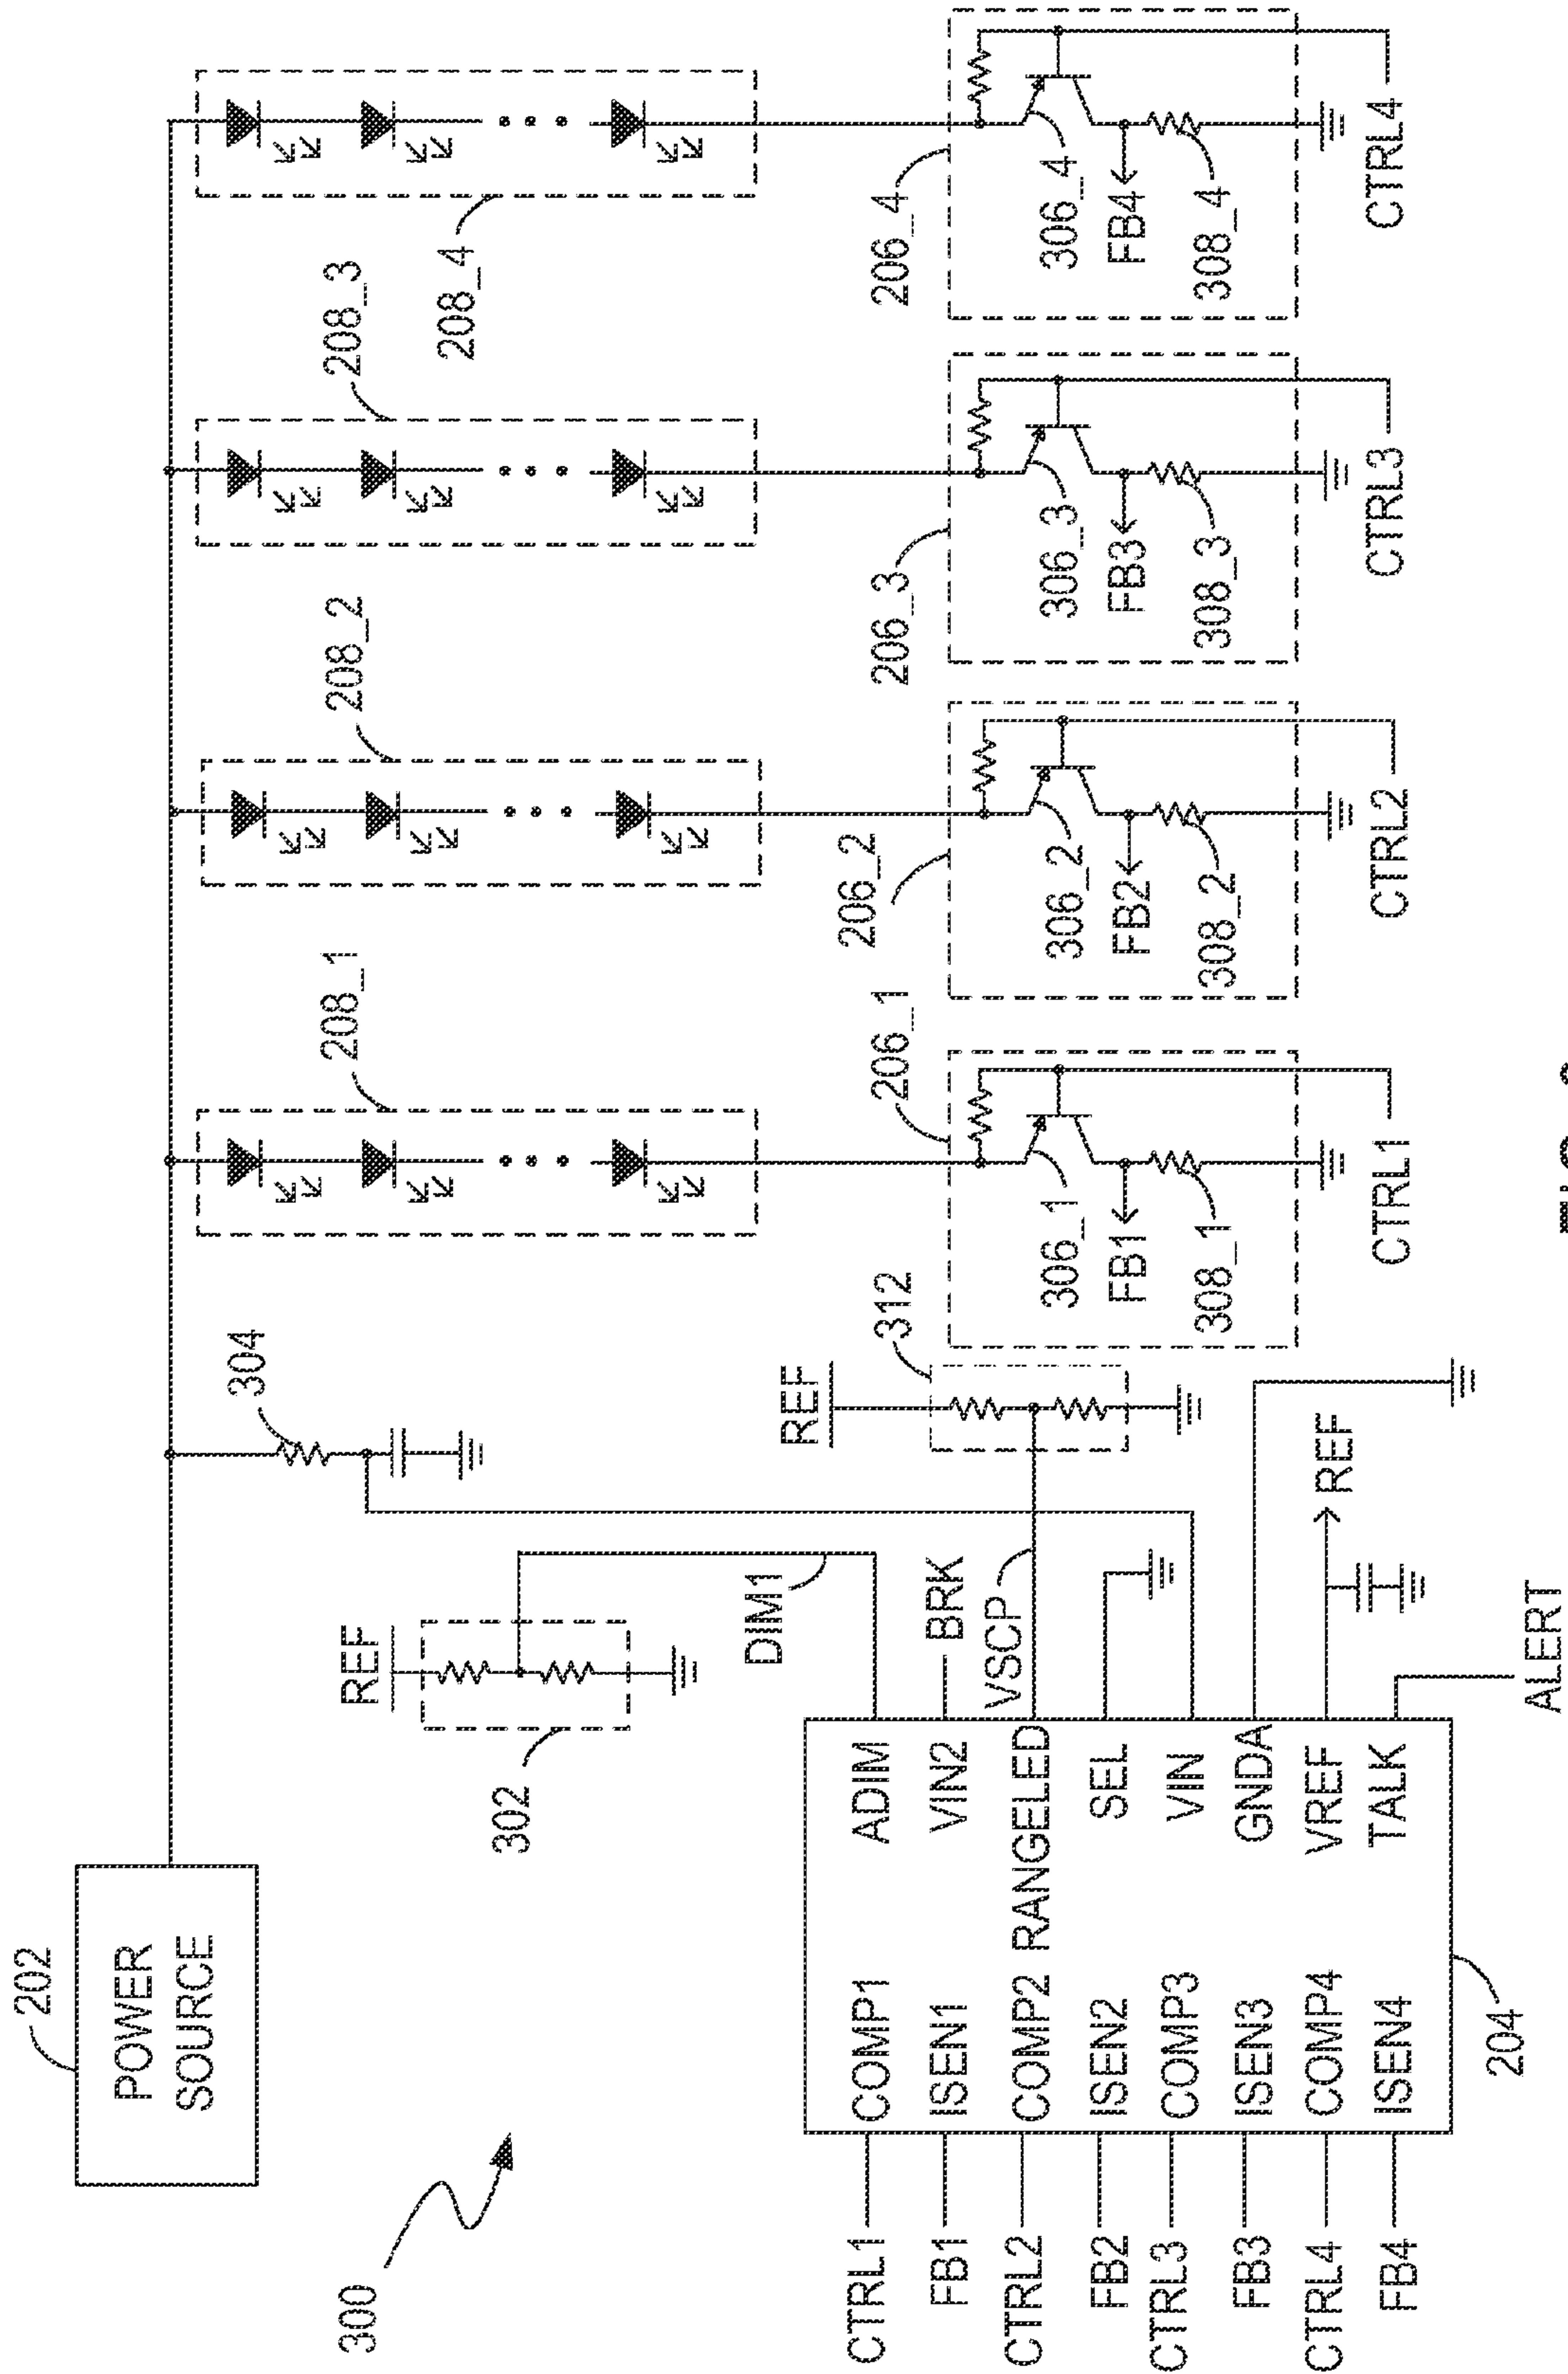 202
POWER
SOURCE
300
304
208_1
208_2
208_3
208_4
REF
302
DIM1
REF
312
206_1
206_2
206_3
206_4
306_1
FB1
308_1
CTRL1
306_2
FB2
308_2
CTRL2
306_3
FB3
308_3
CTRL3
306_4
FB4
308_4
CTRL4
BRK
VSCP
REF
ALERT
CTRL1
COMP1
ADIM
FB1
ISEN1
VIN2
CTRL2
COMP2
RANGELED
FB2
ISEN2
SEL
CTRL3
COMP3
VIN
FB3
ISEN3
GNDA
CTRL4
COMP4
VREF
FB4
ISEN4
TALK
204